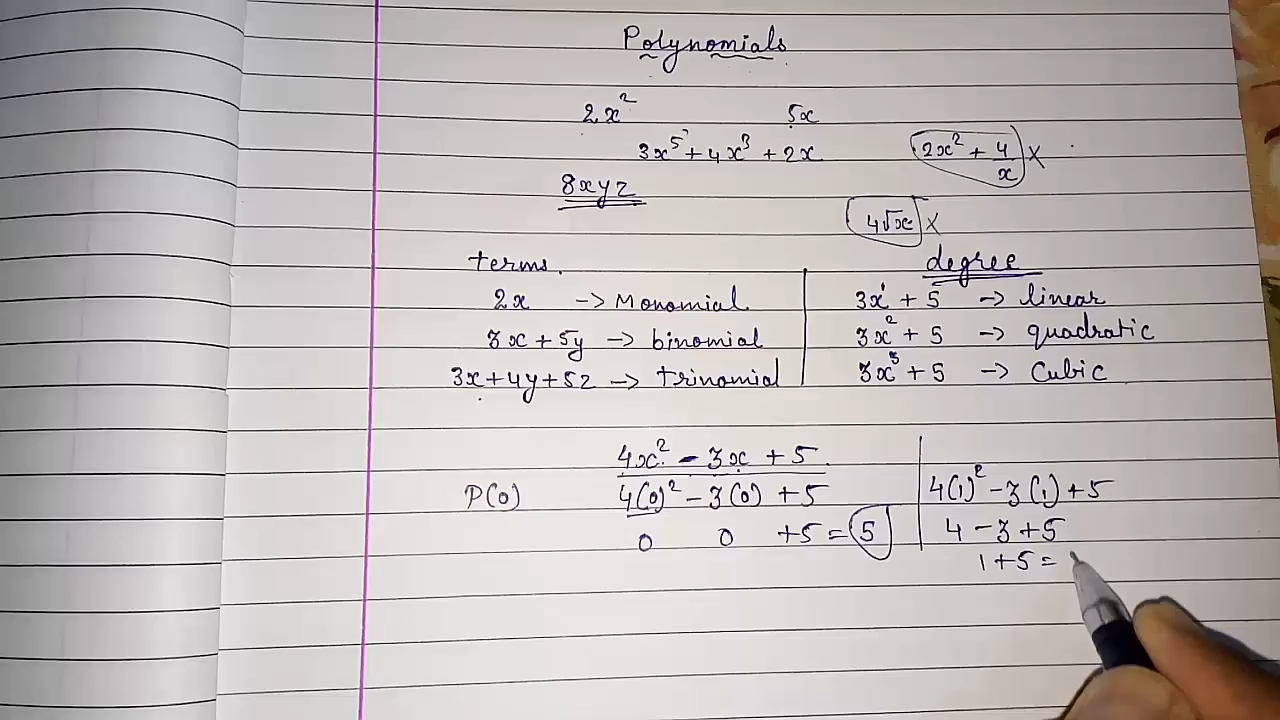 Polynomials
2x² 5x
3x⁵ + 4x³ + 2x 2x² + 4/x ×
8xyz
4√x ×
terms. degree
2x -> Monomial 3x¹ + 5 -> linear
3x + 5y -> binomial 3x² + 5 -> quadratic
3x+4y+5z -> trinomial 3x³ + 5 -> Cubic
4x² - 3x + 5
P(0) 4(0)² - 3(0) + 5 4(1)² - 3(1) + 5
0 0 +5 = 5 4 - 3 + 5
1 + 5 =